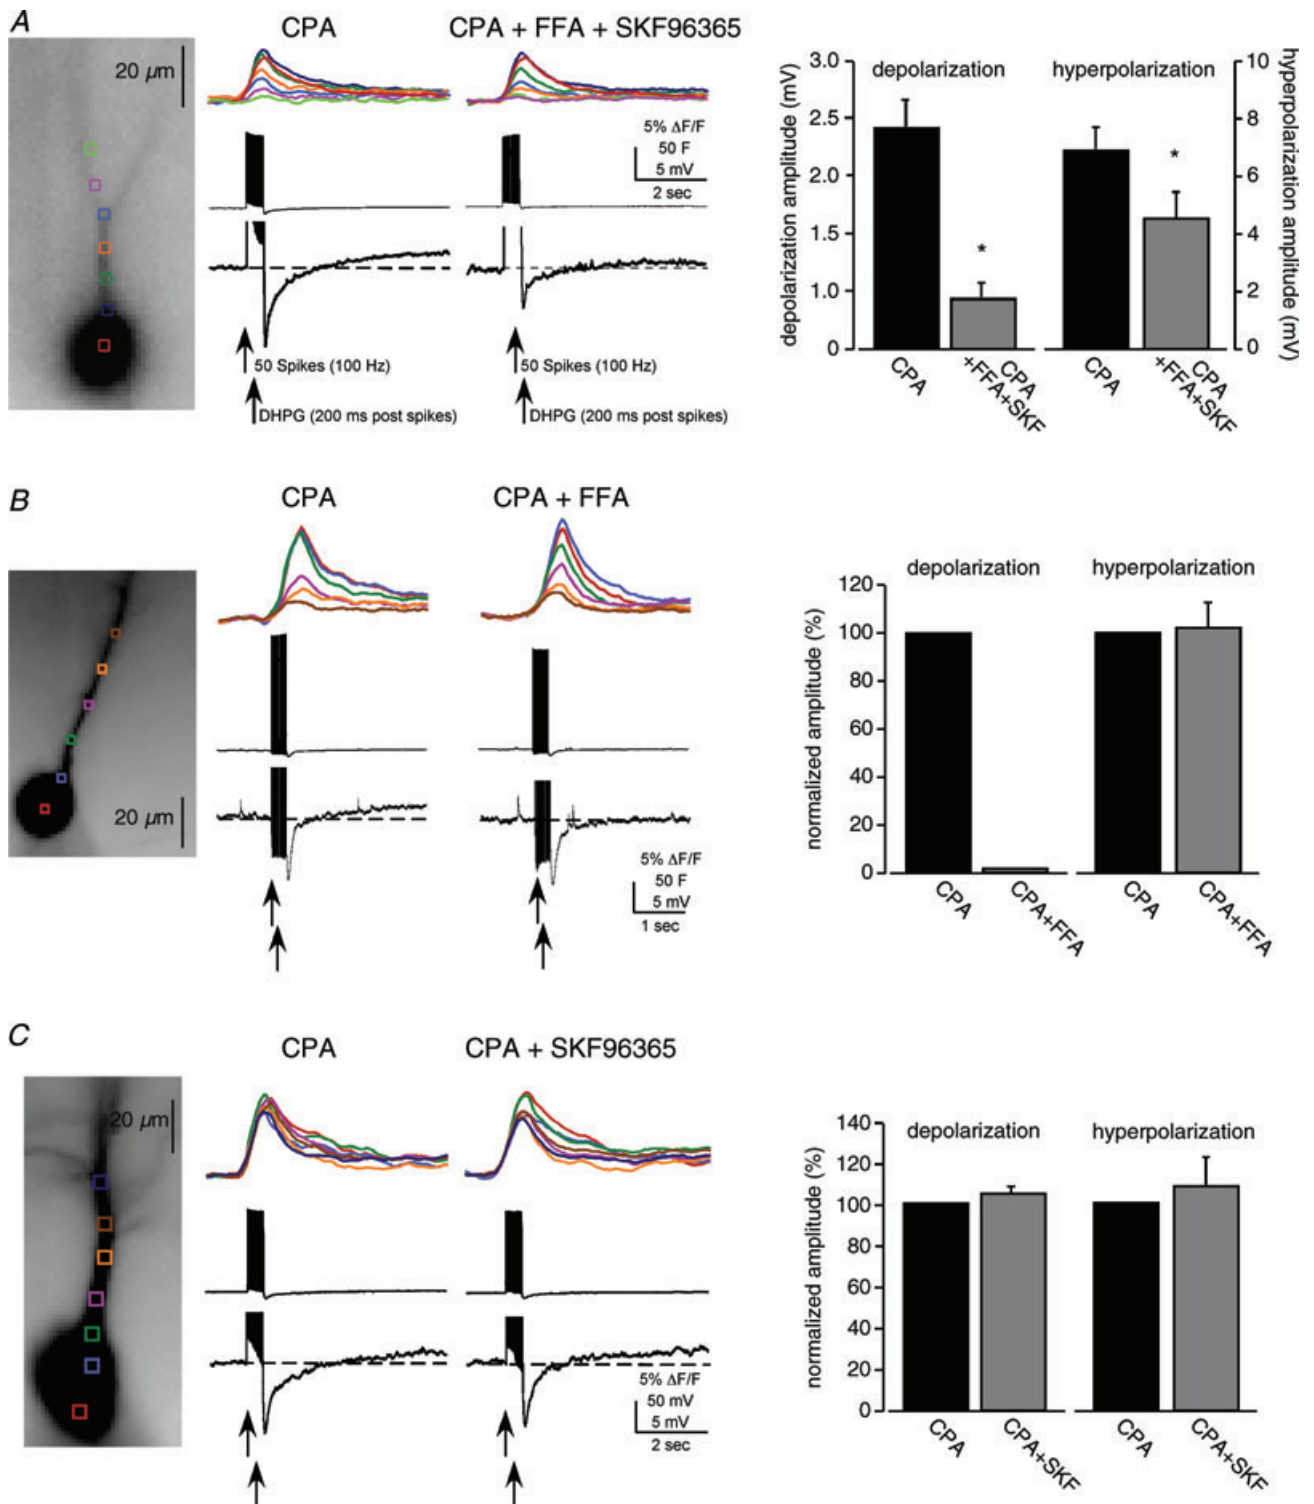 A
CPA
CPA + FFA + SKF96365
20 µm
5% ΔF/F
50 F
5 mV
2 sec
50 Spikes (100 Hz)
50 Spikes (100 Hz)
DHPG (200 ms post spikes)
DHPG (200 ms post spikes)
depolarization
hyperpolarization
depolarization amplitude (mV)
3.0
2.5
2.0
1.5
1.0
0
*
*
10
8
6
4
2
0
hyperpolarization amplitude (mV)
CPA
CPA
+FFA+SKF
CPA
CPA
+FFA+SKF
B
CPA
CPA + FFA
20 µm
5% ΔF/F
50 F
5 mV
1 sec
depolarization
hyperpolarization
normalized amplitude (%)
120
100
80
60
40
20
0
CPA
CPA+FFA
CPA
CPA+FFA
C
CPA
CPA + SKF96365
20 µm
5% ΔF/F
50 mV
5 mV
2 sec
depolarization
hyperpolarization
normalized amplitude (%)
140
120
100
80
60
40
20
0
CPA
CPA+SKF
CPA
CPA+SKF